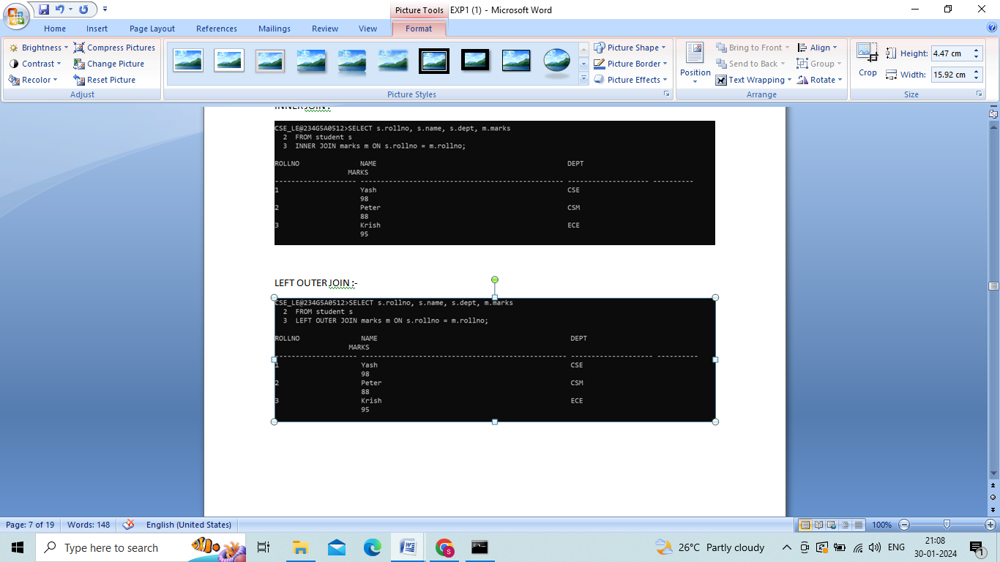 Picture Tools EXP1 (1) - Microsoft Word
Home Insert Page Layout References Mailings Review View Format
Brightness Compress Pictures
Contrast Change Picture
Recolor Reset Picture
Adjust
Picture Styles
Picture Shape
Picture Border
Picture Effects
Position
Bring to Front Align
Send to Back Group
Text Wrapping Rotate
Arrange
Crop
Height: 4.47 cm
Width: 15.92 cm
Size
INNER JOIN :
CSE_LE@234G5A0512>SELECT s.rollno, s.name, s.dept, m.marks
2 FROM student s
3 INNER JOIN marks m ON s.rollno = m.rollno;
ROLLNO NAME DEPT
MARKS
-------------------- -------------------------------------------------- -------------------- ----------
1 Yash CSE
98
2 Peter CSM
88
3 Krish ECE
95
LEFT OUTER JOIN :-
CSE_LE@234G5A0512>SELECT s.rollno, s.name, s.dept, m.marks
2 FROM student s
3 LEFT OUTER JOIN marks m ON s.rollno = m.rollno;
ROLLNO NAME DEPT
MARKS
-------------------- -------------------------------------------------- -------------------- ----------
1 Yash CSE
98
2 Peter CSM
88
3 Krish ECE
95
Page: 7 of 19 Words: 148 English (United States) 100%
Type here to search
26°C Partly cloudy
ENG
21:08
30-01-2024
1